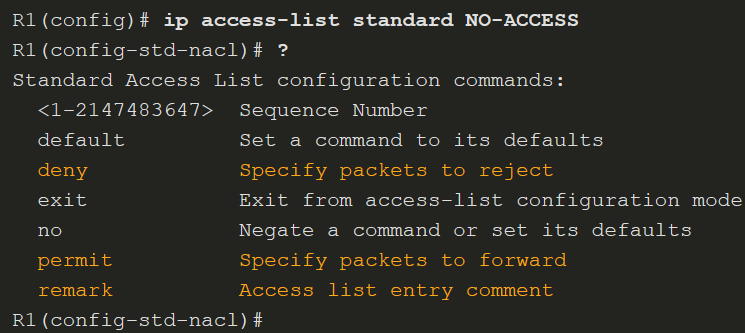 R1(config)# ip access-list standard NO-ACCESS
R1(config-std-nacl)# ?
Standard Access List configuration commands:
  <1-2147483647>  Sequence Number
  default         Set a command to its defaults
  deny            Specify packets to reject
  exit            Exit from access-list configuration mode
  no              Negate a command or set its defaults
  permit          Specify packets to forward
  remark          Access list entry comment
R1(config-std-nacl)#